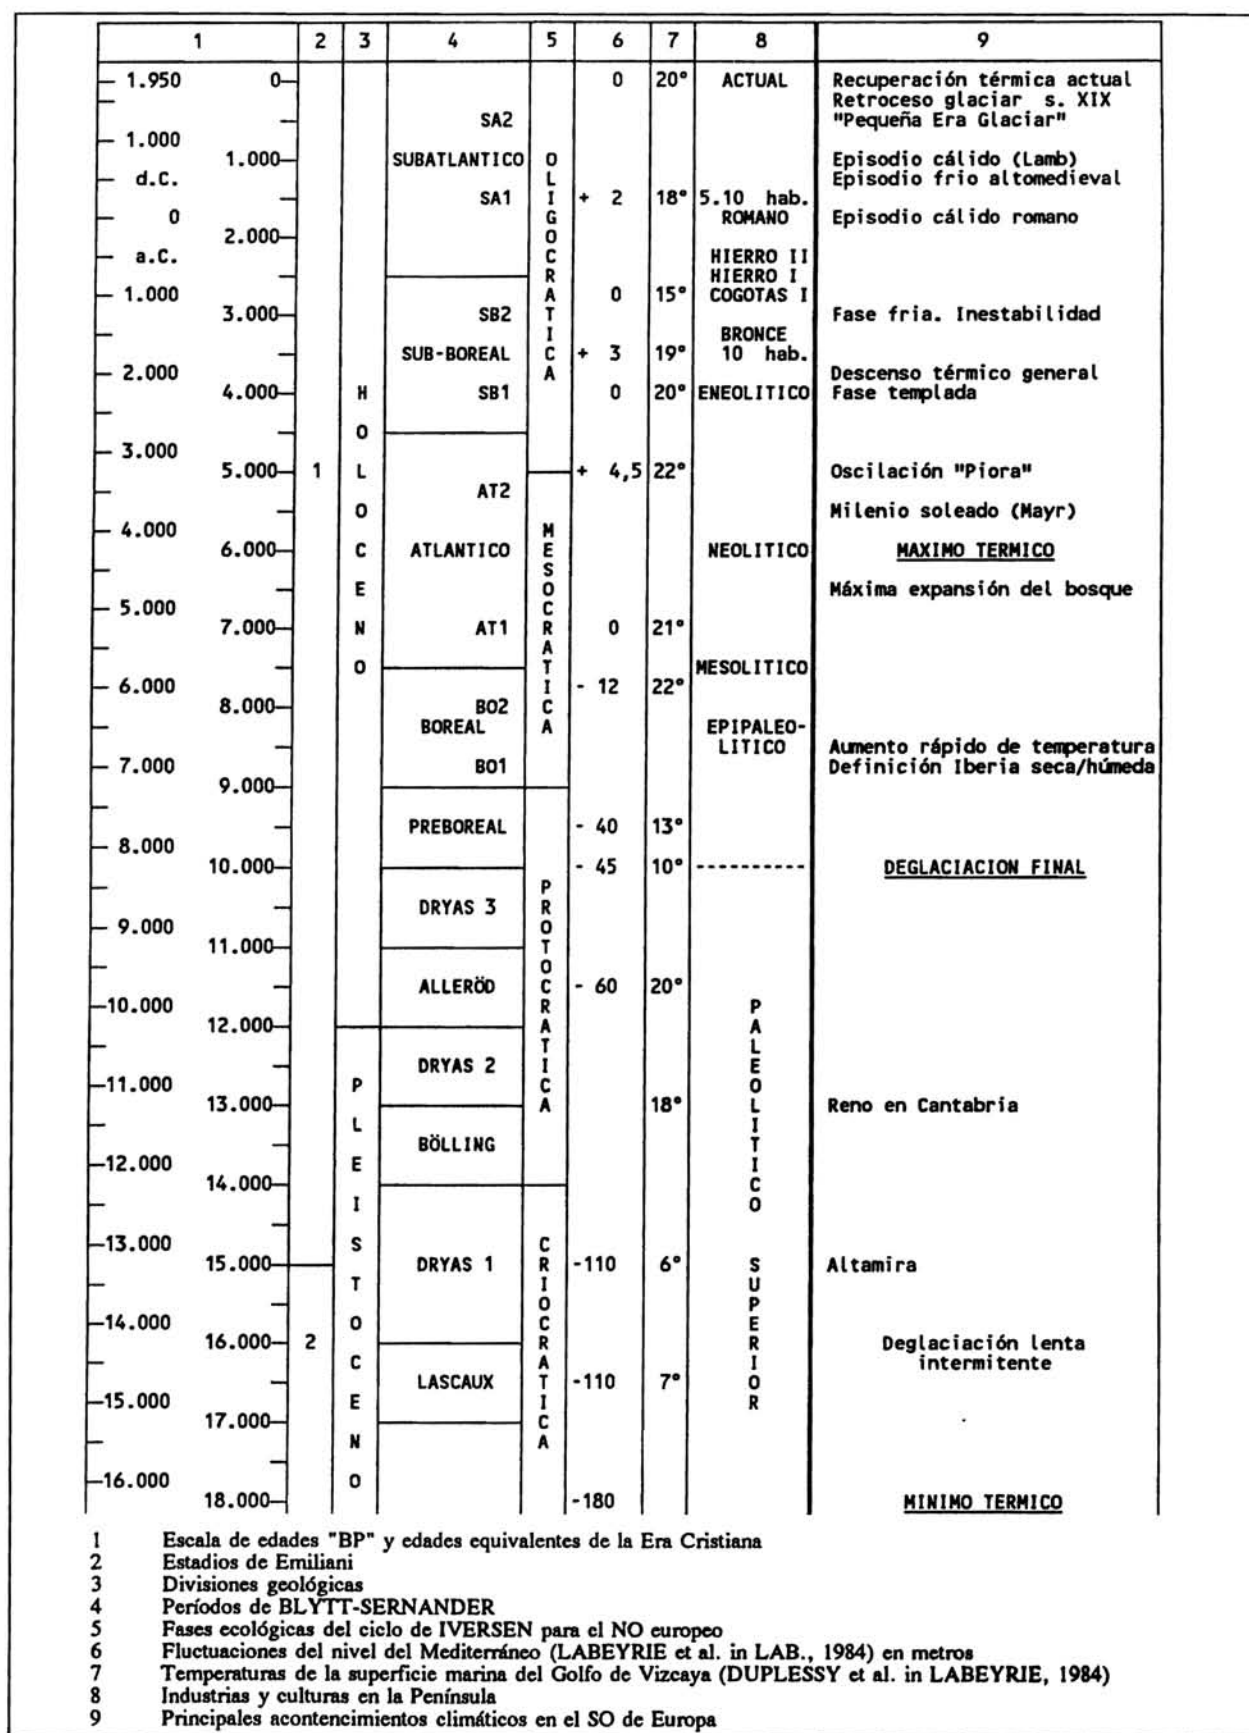 1 2 3 4 5 6 7 8 9
1.950 0 0 20° ACTUAL Recuperación térmica actual
Retroceso glaciar s. XIX
SA2 "Pequeña Era Glaciar"
1.000
1.000 SUBATLANTICO Episodio cálido (Lamb)
d.C. Episodio frio altomedieval
SA1 + 2 18° 5.10 hab.
0 ROMANO Episodio cálido romano
2.000
a.C. HIERRO II
HIERRO I
1.000 0 15° COGOTAS I
3.000 SB2 Fase fria. Inestabilidad
BRONCE
SUB-BOREAL + 3 19° 10 hab.
2.000 Descenso térmico general
4.000 SB1 0 20° ENEOLITICO Fase templada
OLIGOCRATICA
3.000
5.000 1 + 4,5 22° Oscilación "Piora"
AT2
Milenio soleado (Mayr)
4.000
6.000 ATLANTICO NEOLITICO MAXIMO TERMICO
Máxima expansión del bosque
5.000
7.000 AT1 0 21°
HOLOCENO
MESOLITICO
6.000 - 12 22°
8.000 BO2
BOREAL EPIPALEO-
LITICO Aumento rápido de temperatura
7.000 BO1 Definición Iberia seca/húmeda
MESOCRATICA
9.000
PREBOREAL - 40 13°
8.000
10.000 - 45 10° ---------- DEGLACIACION FINAL
DRYAS 3
9.000
11.000
ALLERÖD - 60 20°
10.000
12.000
DRYAS 2
11.000
13.000 18° Reno en Cantabria
PROTOCRATICA
BÖLLING
12.000
14.000
13.000
15.000 DRYAS 1 -110 6° Altamira
14.000
16.000 2 Deglaciación lenta
intermitente
LASCAUX -110 7°
15.000
17.000
PALEOLITICO SUPERIOR
CRIOCRATICA
PLEISTOCENO
16.000
18.000 -180 MINIMO TERMICO
1 Escala de edades "BP" y edades equivalentes de la Era Cristiana
2 Estadios de Emiliani
3 Divisiones geológicas
4 Períodos de BLYTT-SERNANDER
5 Fases ecológicas del ciclo de IVERSEN para el NO europeo
6 Fluctuaciones del nivel del Mediterráneo (LABEYRIE et al. in LAB., 1984) en metros
7 Temperaturas de la superficie marina del Golfo de Vizcaya (DUPLESSY et al. in LABEYRIE, 1984)
8 Industrias y culturas en la Península
9 Principales acontencimientos climáticos en el SO de Europa